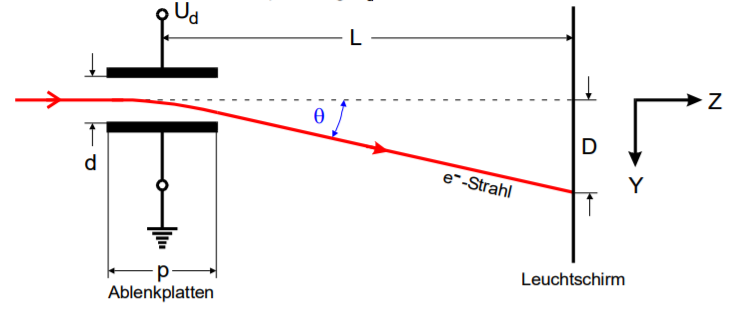 U_d
L
Z
θ
D
d
e⁻-Strahl
Y
p
Ablenkplatten
Leuchtschirm